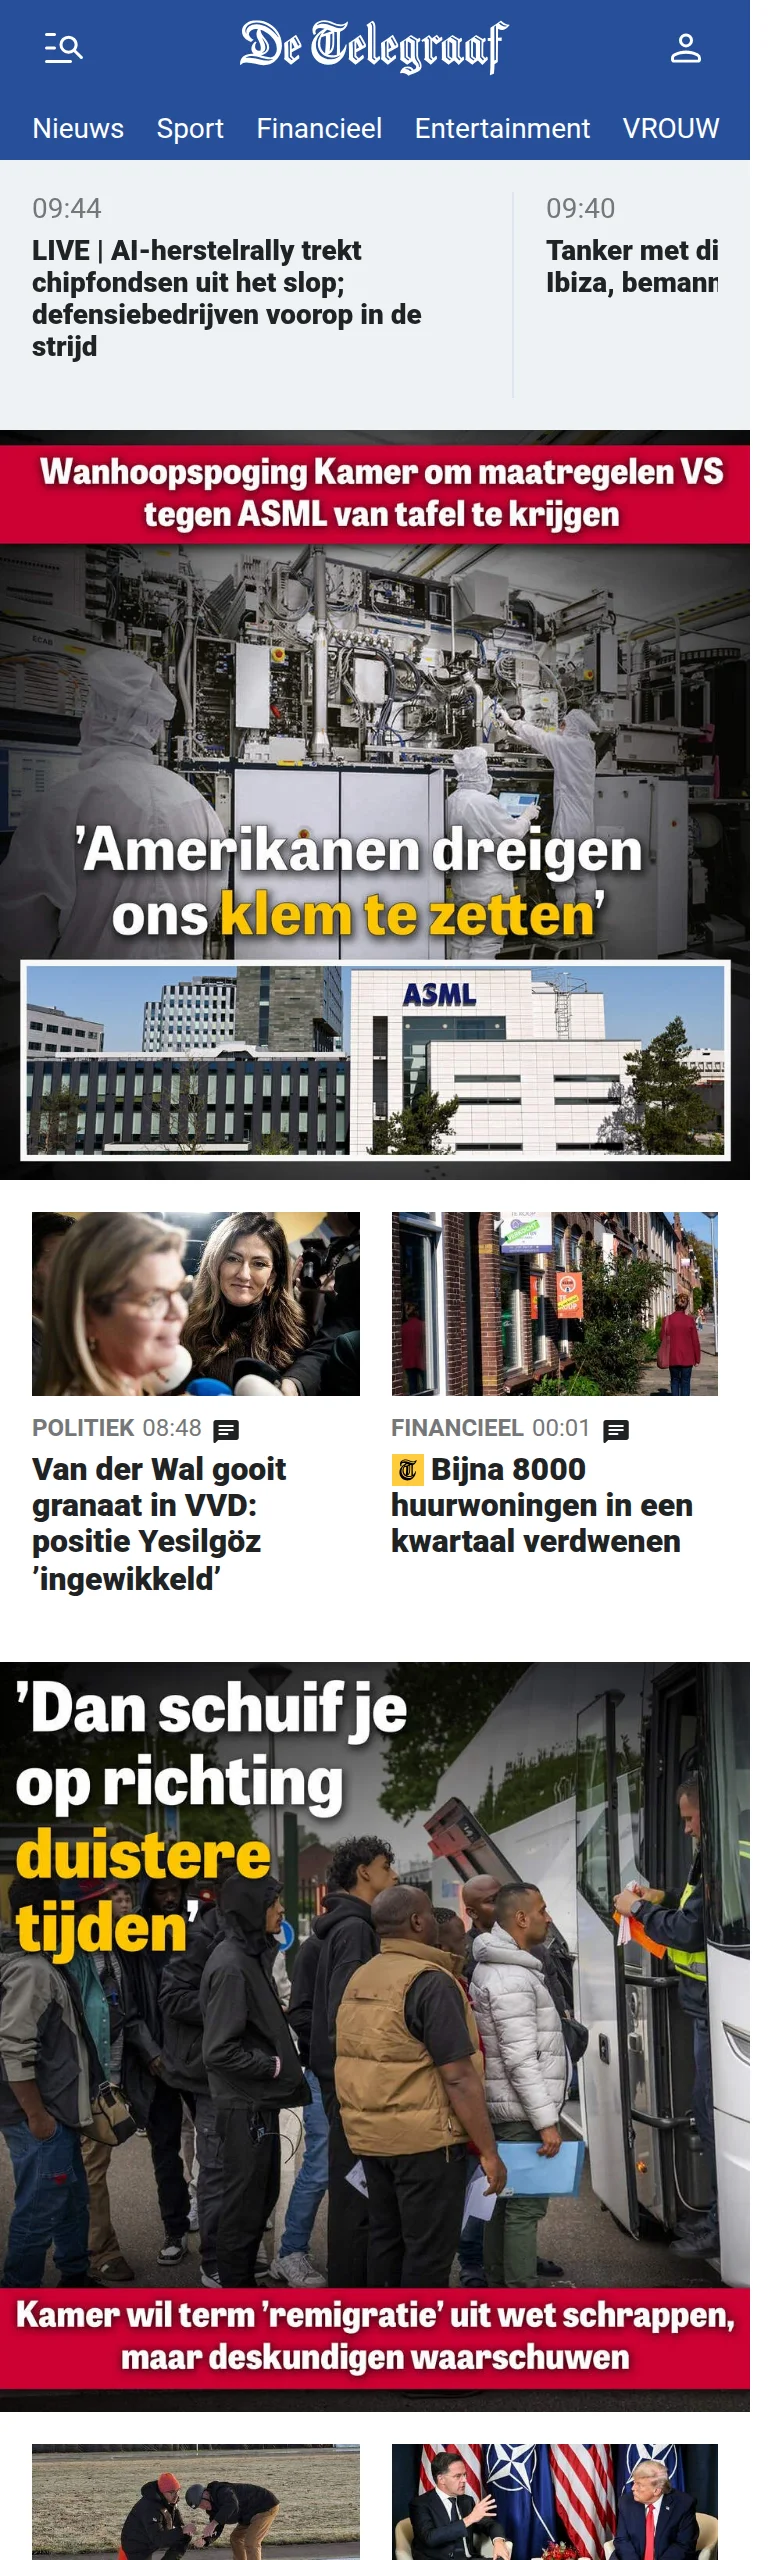 De Telegraaf
Nieuws Sport Financieel Entertainment VROUW
09:44
LIVE | AI-herstelrally trekt
chipfondsen uit het slop;
defensiebedrijven voorop in de
strijd
09:40
Tanker met di
Ibiza, bemann
Wanhoopspoging Kamer om maatregelen VS
tegen ASML van tafel te krijgen
’Amerikanen dreigen
ons klem te zetten’
ASML
POLITIEK 08:48
Van der Wal gooit
granaat in VVD:
positie Yesilgöz
’ingewikkeld’
FINANCIEEL 00:01
Bijna 8000
huurwoningen in een
kwartaal verdwenen
’Dan schuif je
op richting
duistere
tijden’
Kamer wil term ’remigratie’ uit wet schrappen,
maar deskundigen waarschuwen